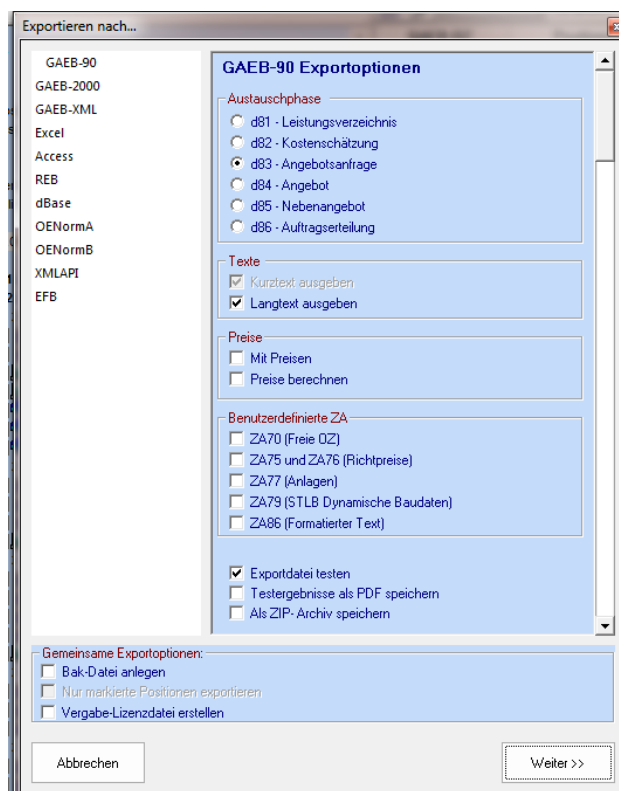 Exportieren nach...
GAEB-90
GAEB-2000
GAEB-XML
Excel
Access
REB
dBase
OENormA
OENormB
XMLAPI
EFB
GAEB-90 Exportoptionen
Austauschphase
d81 - Leistungsverzeichnis
d82 - Kostenschätzung
d83 - Angebotsanfrage
d84 - Angebot
d85 - Nebenangebot
d86 - Auftragserteilung
Texte
Kurztext ausgeben
Langtext ausgeben
Preise
Mit Preisen
Preise berechnen
Benutzerdefinierte ZA
ZA70 (Freie OZ)
ZA75 und ZA76 (Richtpreise)
ZA77 (Anlagen)
ZA79 (STLB Dynamische Baudaten)
ZA86 (Formatierter Text)
Exportdatei testen
Testergebnisse als PDF speichern
Als ZIP-Archiv speichern
Gemeinsame Exportoptionen:
Bak-Datei anlegen
Nur markierte Positionen exportieren
Vergabe-Lizenzdatei erstellen
Abbrechen
Weiter >>